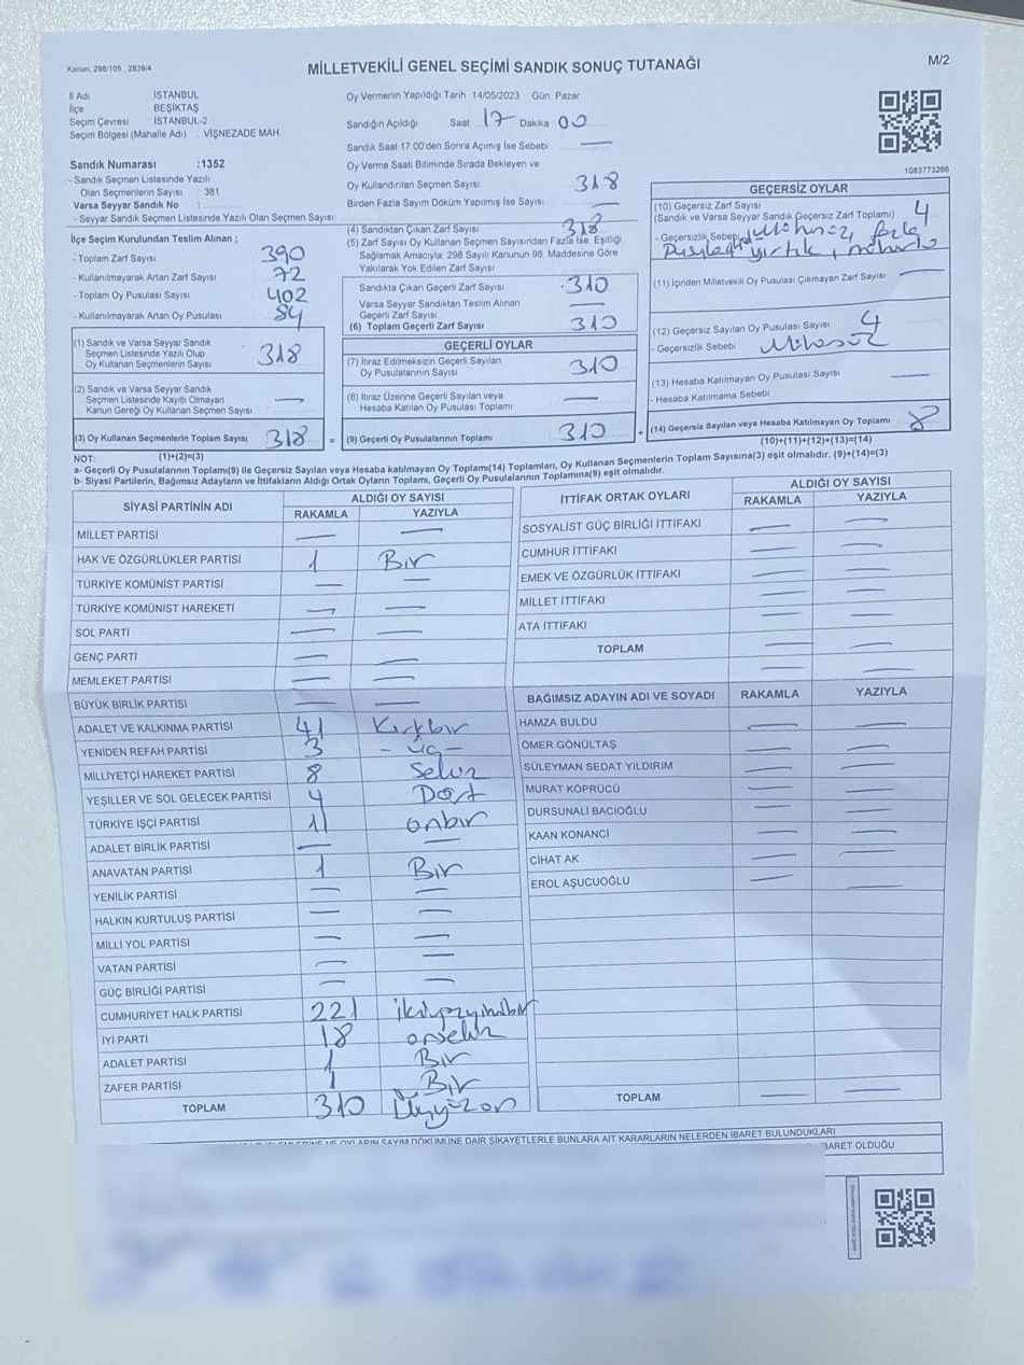 Kanun, 298/105 , 2839/4
MİLLETVEKİLİ GENEL SEÇİMİ SANDIK SONUÇ TUTANAĞI
M/2
İl Adı İSTANBUL
İlçe BEŞİKTAŞ
Seçim Çevresi İSTANBUL-2
Seçim Bölgesi (Mahalle Adı) : VİŞNEZADE MAH.
Sandık Numarası :1352
- Sandık Seçmen Listesinde Yazılı
Olan Seçmenlerin Sayısı : 381
Varsa Seyyar Sandık No :
- Seyyar Sandık Seçmen Listesinde Yazılı Olan Seçmen Sayısı :
Oy Vermenin Yapıldığı Tarih 14/05/2023 Gün Pazar
Sandığın Açıldığı Saat 17 Dakika 00
Sandık Saat 17:00'den Sonra Açılmış İse Sebebi —
Oy Verme Saati Bitiminde Sırada Bekleyen ve
Oy Kullandırılan Seçmen Sayısı 318
Birden Fazla Sayım Döküm Yapılmış İse Sayısı —
1083773266
İlçe Seçim Kurulundan Teslim Alınan ;
- Toplam Zarf Sayısı 390
- Kullanılmayarak Artan Zarf Sayısı 72
- Toplam Oy Pusulası Sayısı 402
- Kullanılmayarak Artan Oy Pusulası 84
(1) Sandık ve Varsa Seyyar Sandık
Seçmen Listesinde Yazılı Olup
Oy Kullanan Seçmenlerin Sayısı 318
(2) Sandık ve Varsa Seyyar Sandık
Seçmen Listesinde Kayıtlı Olmayan
Kanun Gereği Oy Kullanan Seçmen Sayısı —
(3) Oy Kullanan Seçmenlerin Toplam Sayısı 318
(1)+(2)=(3)
(4) Sandıktan Çıkan Zarf Sayısı 318
(5) Zarf Sayısı Oy Kullanan Seçmen Sayısından Fazla İse, Eşitliği
Sağlamak Amacıyla; 298 Sayılı Kanunun 98. Maddesine Göre
Yakılarak Yok Edilen Zarf Sayısı
Sandıkta Çıkan Geçerli Zarf Sayısı 310
Varsa Seyyar Sandıktan Teslim Alınan
Geçerli Zarf Sayısı —
(6) Toplam Geçerli Zarf Sayısı 310
GEÇERLİ OYLAR
(7) İtiraz Edilmeksizin Geçerli Sayılan
Oy Pusulalarının Sayısı 310
(8) İtiraz Üzerine Geçerli Sayılan veya
Hesaba Katılan Oy Pusulası Toplamı —
= (9) Geçerli Oy Pusulalarının Toplamı 310
GEÇERSİZ OYLAR
(10) Geçersiz Zarf Sayısı 4
(Sandık ve Varsa Seyyar Sandık Geçersiz Zarf Toplamı)
- Geçersizlik Sebebi
(11) İçinden Milletvekili Oy Pusulası Çıkmayan Zarf Sayısı —
(12) Geçersiz Sayılan Oy Pusulası Sayısı 4
- Geçersizlik Sebebi Mühürsüz
(13) Hesaba Katılmayan Oy Pusulası Sayısı —
- Hesaba Katılmama Sebebi
+ (14) Geçersiz Sayılan veya Hesaba Katılmayan Oy Toplamı 8
(10)+(11)+(12)+(13)=(14)
NOT:
a- Geçerli Oy Pusulalarının Toplamı(9) ile Geçersiz Sayılan veya Hesaba katılmayan Oy Toplamı(14) Toplamları, Oy Kullanan Seçmenlerin Toplam Sayısına(3) eşit olmalıdır. (9)+(14)=(3)
b- Siyasi Partilerin, Bağımsız Adayların ve İttifakların Aldığı Ortak Oyların Toplamı, Geçerli Oy Pusulalarının Toplamına(9) eşit olmalıdır.
SİYASİ PARTİNİN ADI
ALDIĞI OY SAYISI
RAKAMLA YAZIYLA
MİLLET PARTİSİ — —
HAK VE ÖZGÜRLÜKLER PARTİSİ 1 Bir
TÜRKİYE KOMÜNİST PARTİSİ — —
TÜRKİYE KOMÜNİST HAREKETİ — —
SOL PARTİ — —
GENÇ PARTİ — —
MEMLEKET PARTİSİ — —
BÜYÜK BİRLİK PARTİSİ — —
ADALET VE KALKINMA PARTİSİ 41 Kırkbir
YENİDEN REFAH PARTİSİ 3 - üç -
MİLLİYETÇİ HAREKET PARTİSİ 8 Sekiz
YEŞİLLER VE SOL GELECEK PARTİSİ 4 Dört
TÜRKİYE İŞÇİ PARTİSİ 11 onbir
ADALET BİRLİK PARTİSİ — —
ANAVATAN PARTİSİ 1 Bir
YENİLİK PARTİSİ — —
HALKIN KURTULUŞ PARTİSİ — —
MİLLİ YOL PARTİSİ — —
VATAN PARTİSİ — —
GÜÇ BİRLİĞİ PARTİSİ — —
CUMHURİYET HALK PARTİSİ 221 ikiyüzyirmibir
İYİ PARTİ 18 onsekiz
ADALET PARTİSİ 1 Bir
ZAFER PARTİSİ 1 Bir
TOPLAM 310 Üçyüzon
İTTİFAK ORTAK OYLARI
ALDIĞI OY SAYISI
RAKAMLA YAZIYLA
SOSYALİST GÜÇ BİRLİĞİ İTTİFAKI — —
CUMHUR İTTİFAKI — —
EMEK VE ÖZGÜRLÜK İTTİFAKI — —
MİLLET İTTİFAKI — —
ATA İTTİFAKI — —
TOPLAM — —
BAĞIMSIZ ADAYIN ADI VE SOYADI RAKAMLA YAZIYLA
HAMZA BULDU — —
ÖMER GÖNÜLTAŞ — —
SÜLEYMAN SEDAT YILDIRIM — —
MURAT KÖPRÜCÜ — —
DURSUNALİ BACIOĞLU — —
KAAN KONANCİ — —
CİHAT AK — —
EROL AŞUCUOĞLU — —
TOPLAM — —
OYLARIN SAYIM DÖKÜMÜNE DAİR ŞİKAYETLERLE BUNLARA AİT KARARLARIN NELERDEN İBARET BULUNDUKLARI
BARET OLDUĞU